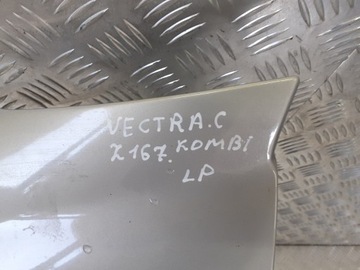 VECTRA.C
Z167. KOMBI
LP